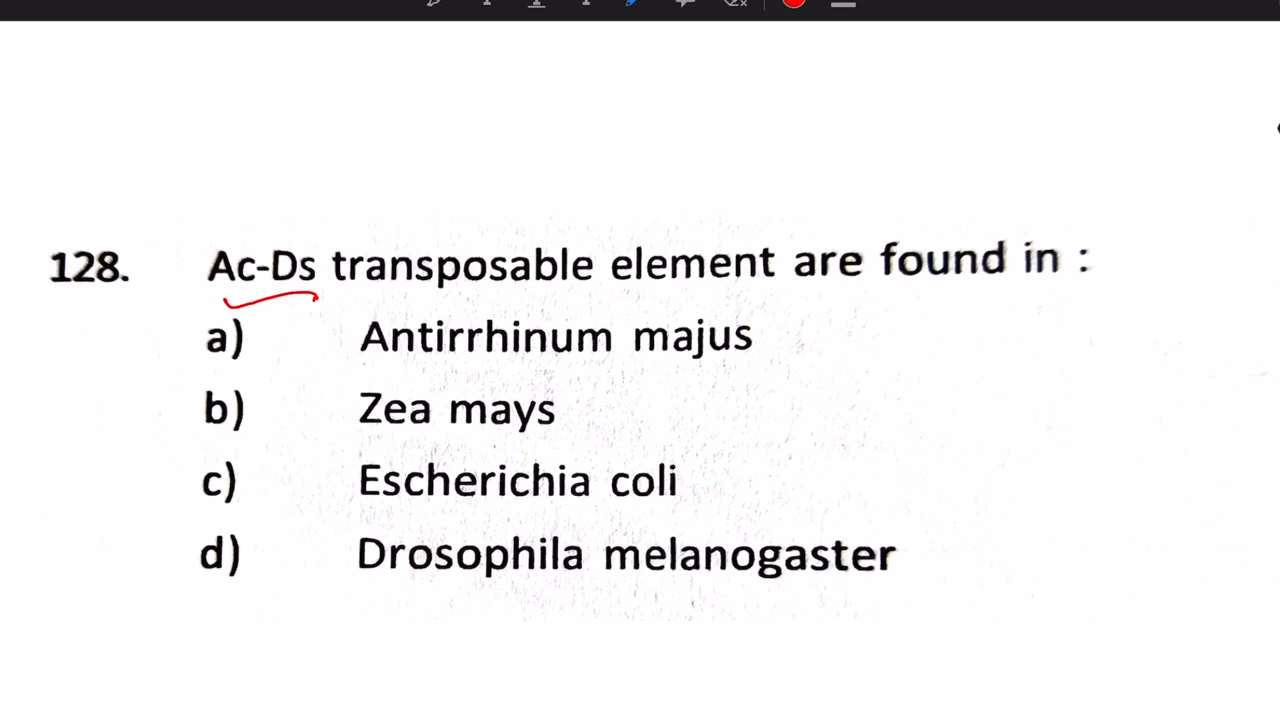 128. Ac-Ds transposable element are found in :
a) Antirrhinum majus
b) Zea mays
c) Escherichia coli
d) Drosophila melanogaster